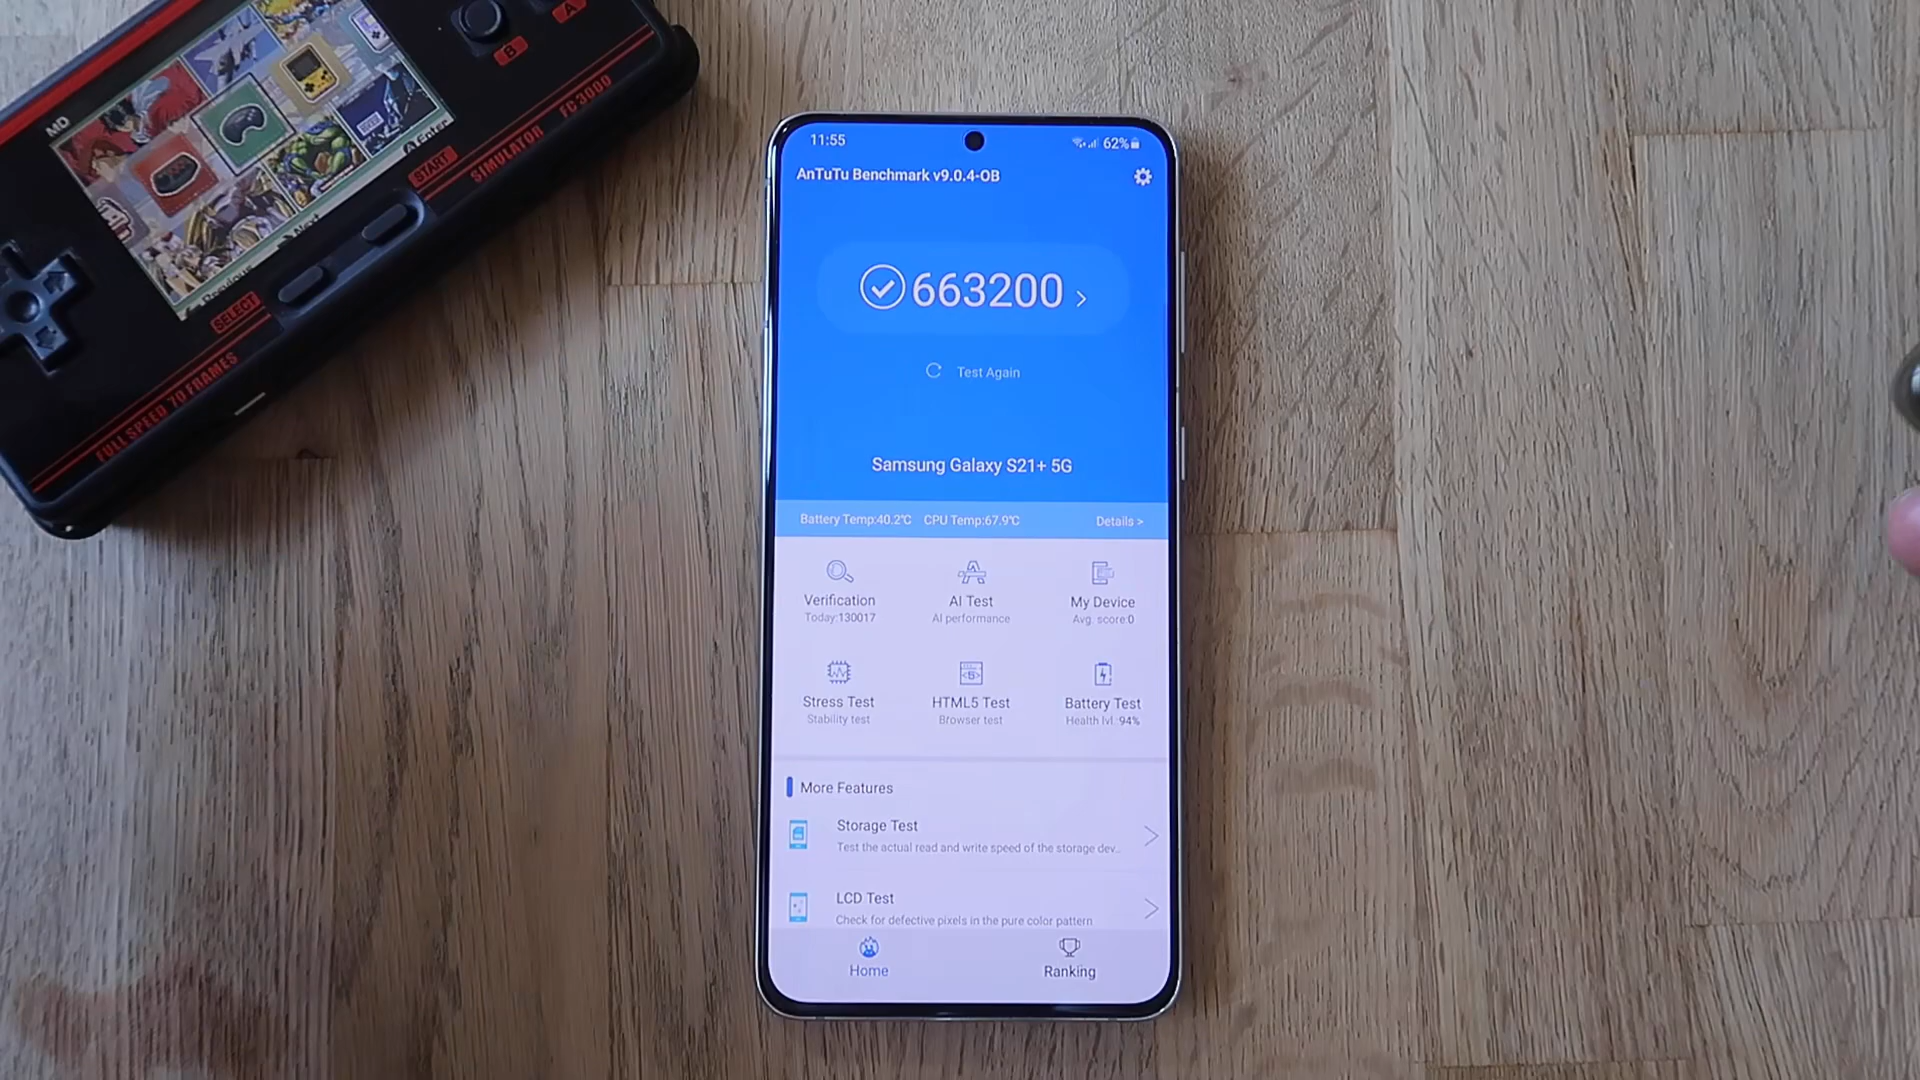 MD
B
A
(A)Enter
Next
Previous
START
SELECT
SIMULATOR FC3000
FULL SPEED 70 FRAMES
11:55
62%
AnTuTu Benchmark v9.0.4-OB
663200 >
Test Again
Samsung Galaxy S21+ 5G
Battery Temp:40.2℃ CPU Temp:67.9℃ Details >
Verification
Today:130017
AI Test
AI performance
My Device
Avg. score:0
Stress Test
Stability test
HTML5 Test
Browser test
Battery Test
Health lvl.:94%
More Features
Storage Test
Test the actual read and write speed of the storage dev...
LCD Test
Check for defective pixels in the pure color pattern
Home
Ranking